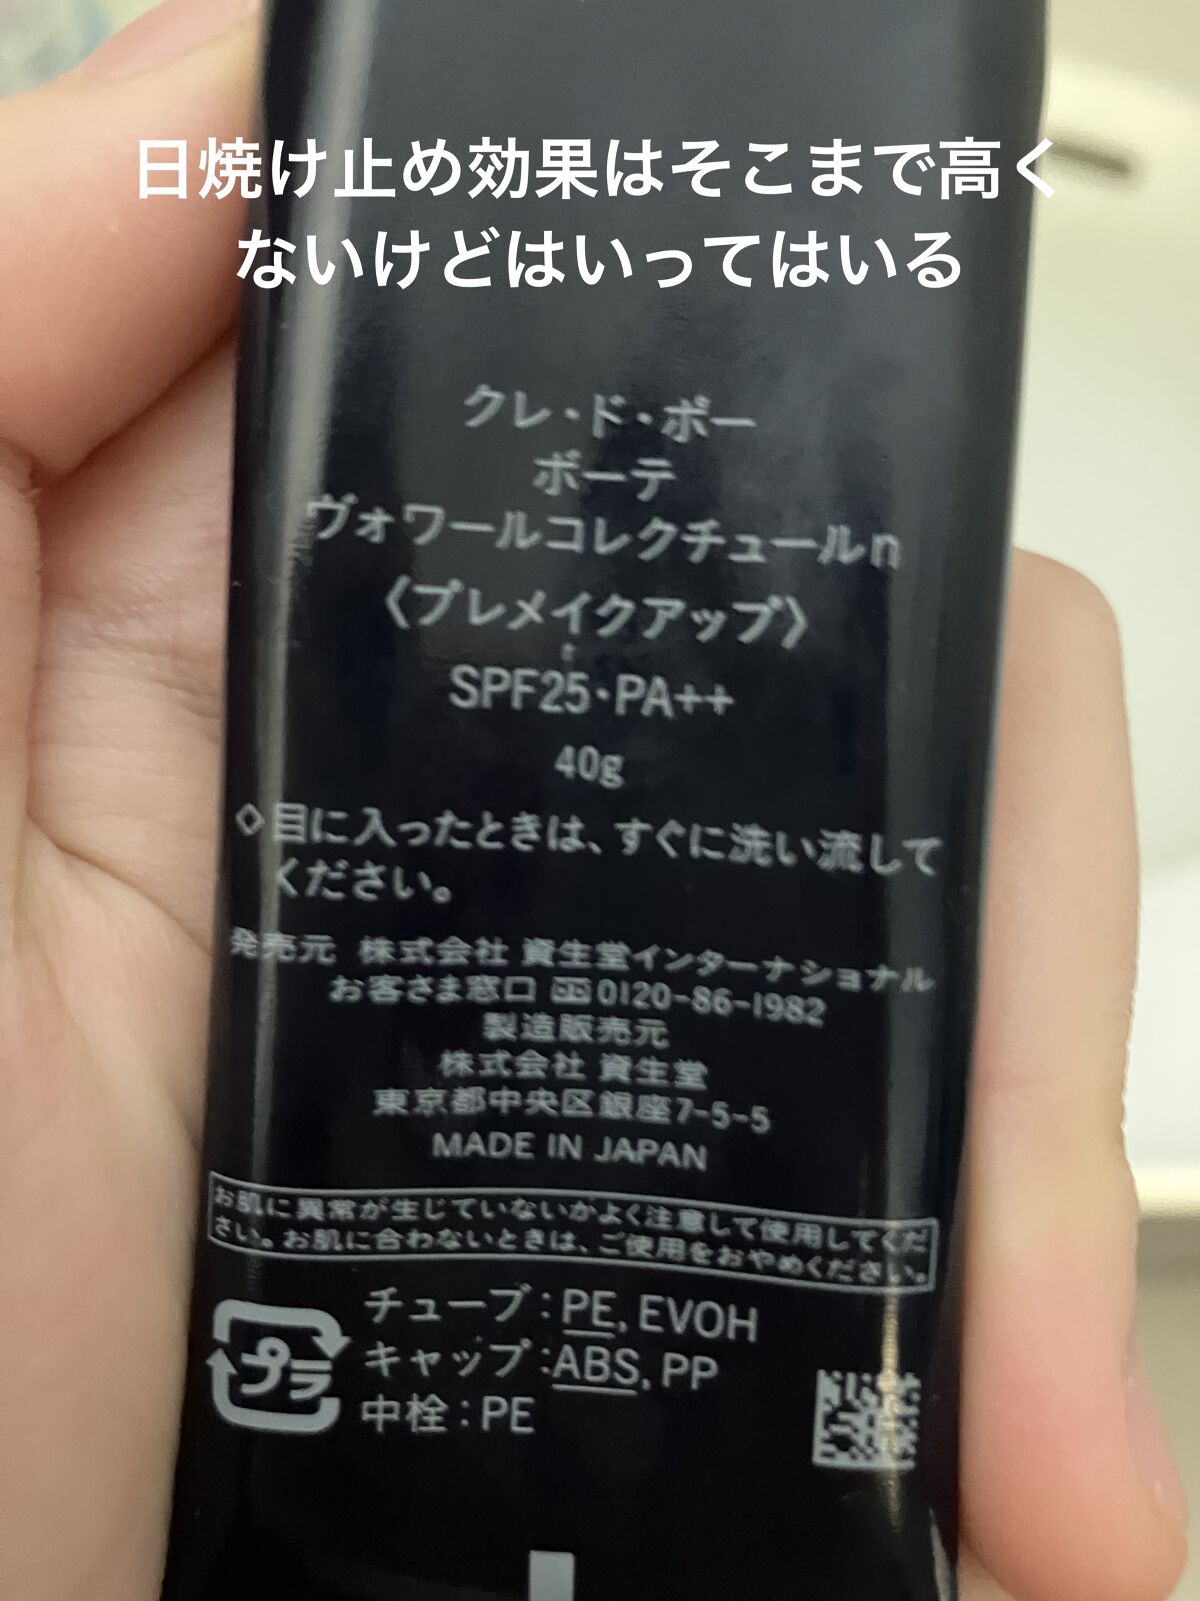 日焼け止め効果はそこまで高く
ないけどはいってはいる
クレ・ド・ポー
ボーテ
ヴォワールコレクチュールn
〈プレメイクアップ〉
SPF25・PA++
40g
◇目に入ったときは、すぐに洗い流して
ください。
発売元 株式会社 資生堂インターナショナル
お客さま窓口 0120-86-1982
製造販売元
株式会社 資生堂
東京都中央区銀座7-5-5
MADE IN JAPAN
お肌に異常が生じていないかよく注意して使用してくだ
さい。お肌に合わないときは、ご使用をおやめください。
チューブ:PE, EVOH
プラ キャップ:ABS, PP
中栓:PE